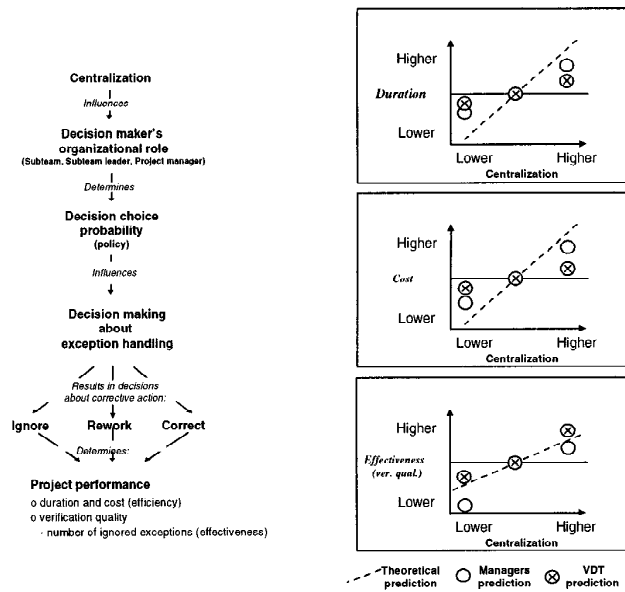 Centralization
Influences
Decision maker's
organizational role
(Subteam, Subteam leader, Project manager)
Determines
Decision choice
probability
(policy)
Influences
Decision making
about
exception handling
Results in decisions
about corrective action:
Ignore Rework Correct
Determines:
Project performance
o duration and cost (efficiency)
o verification quality
- number of ignored exceptions (effectiveness)
Higher
Duration
Lower
Lower Higher
Centralization
Higher
Cost
Lower
Lower Higher
Centralization
Higher
Effectiveness
(ver. qual.)
Lower
Lower Higher
Centralization
Theoretical
prediction
Managers
prediction
VDT
prediction